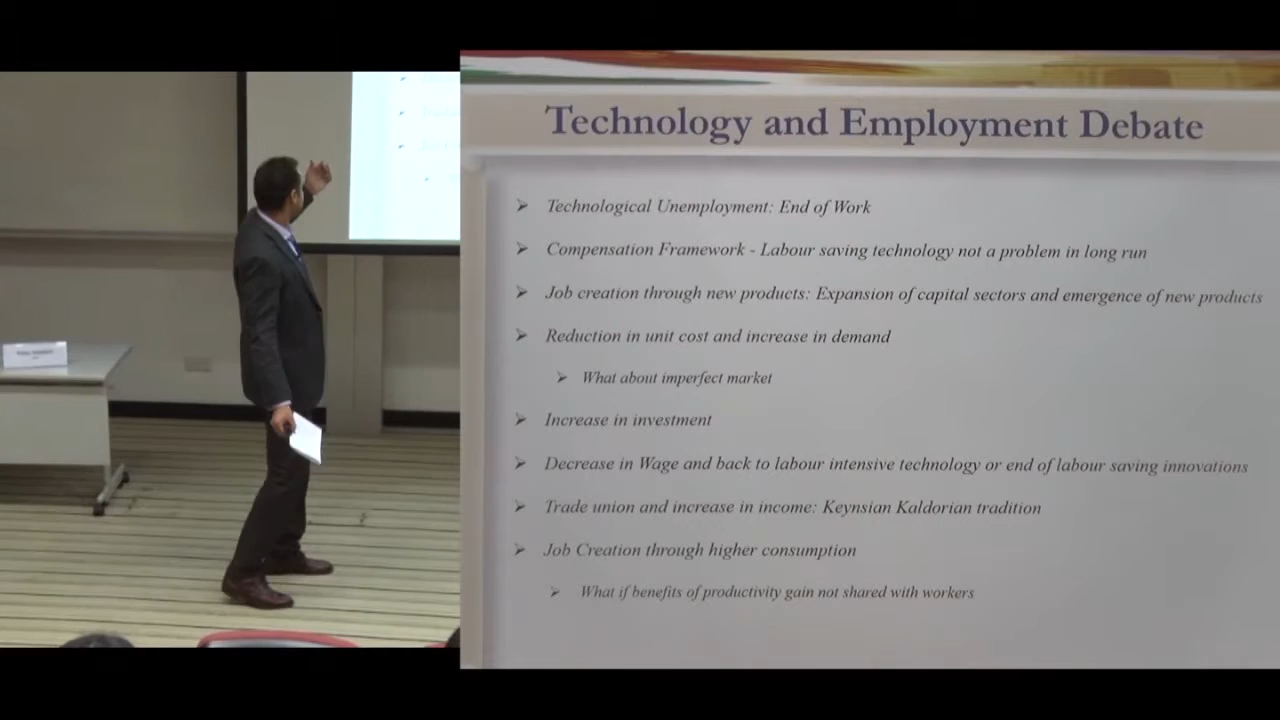 Technology and Employment Debate
Technological Unemployment: End of Work
Compensation Framework - Labour saving technology not a problem in long run
Job creation through new products: Expansion of capital sectors and emergence of new products
Reduction in unit cost and increase in demand
What about imperfect market
Increase in investment
Decrease in Wage and back to labour intensive technology or end of labour saving innovations
Trade union and increase in income: Keynsian Kaldorian tradition
Job Creation through higher consumption
What if benefits of productivity gain not shared with workers